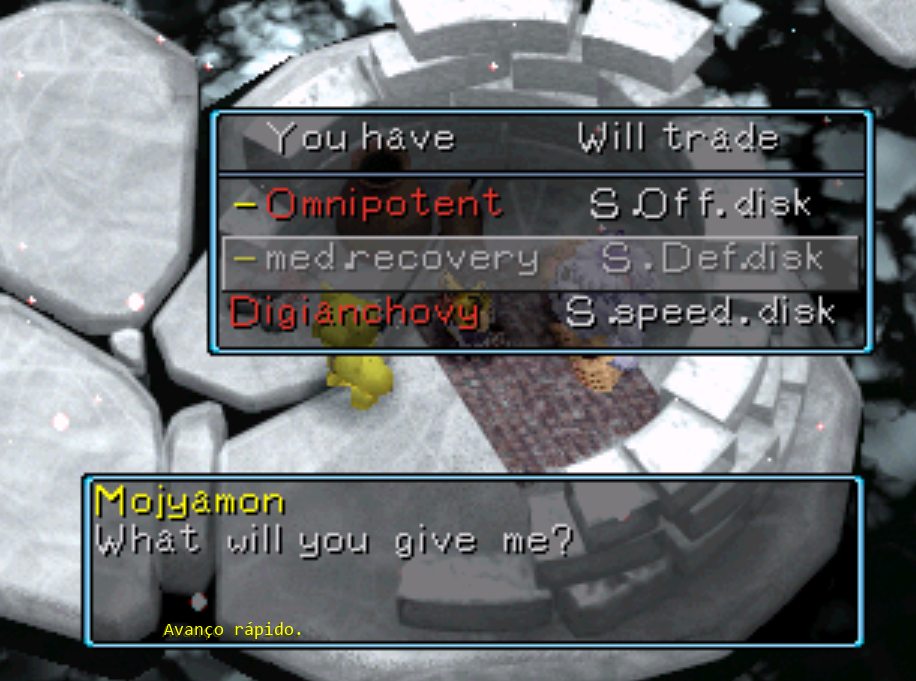 You have Will trade
Omnipotent S.Off.disk
med.recovery S.Def.disk
Digianchovy S.speed.disk
Mojyamon
What will you give me?
Avanço rápido.